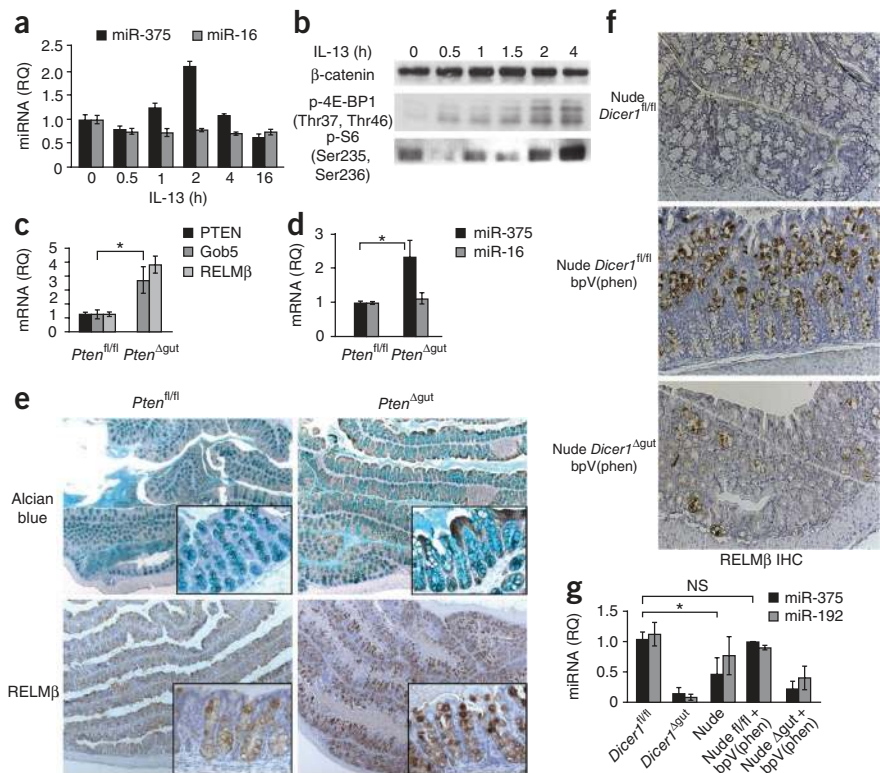 a
miR-375 miR-16
miRNA (RQ)
2.5
2.0
1.5
1.0
0.5
0 0.5 1 2 4 16
IL-13 (h)
b
IL-13 (h) 0 0.5 1 1.5 2 4
β-catenin
p-4E-BP1
(Thr37, Thr46)
p-S6
(Ser235,
Ser236)
c
PTEN
Gob5
RELMβ
mRNA (RQ)
5
4
3
2
1
0
*
Pten fl/fl Pten Δgut
d
miR-375
miR-16
mRNA (RQ)
3
2
1
0
*
Pten fl/fl Pten Δgut
e
Pten fl/fl Pten Δgut
Alcian
blue
RELMβ
f
Nude
Dicer1 fl/fl
Nude Dicer1 fl/fl
bpV(phen)
Nude Dicer1 Δgut
bpV(phen)
RELMβ IHC
g
NS
*
miR-375
miR-192
miRNA (RQ)
1.5
1.0
0.5
0
Dicer1 fl/fl
Dicer1 Δgut
Nude
Nude fl/fl +
bpV(phen)
Nude Δgut +
bpV(phen)